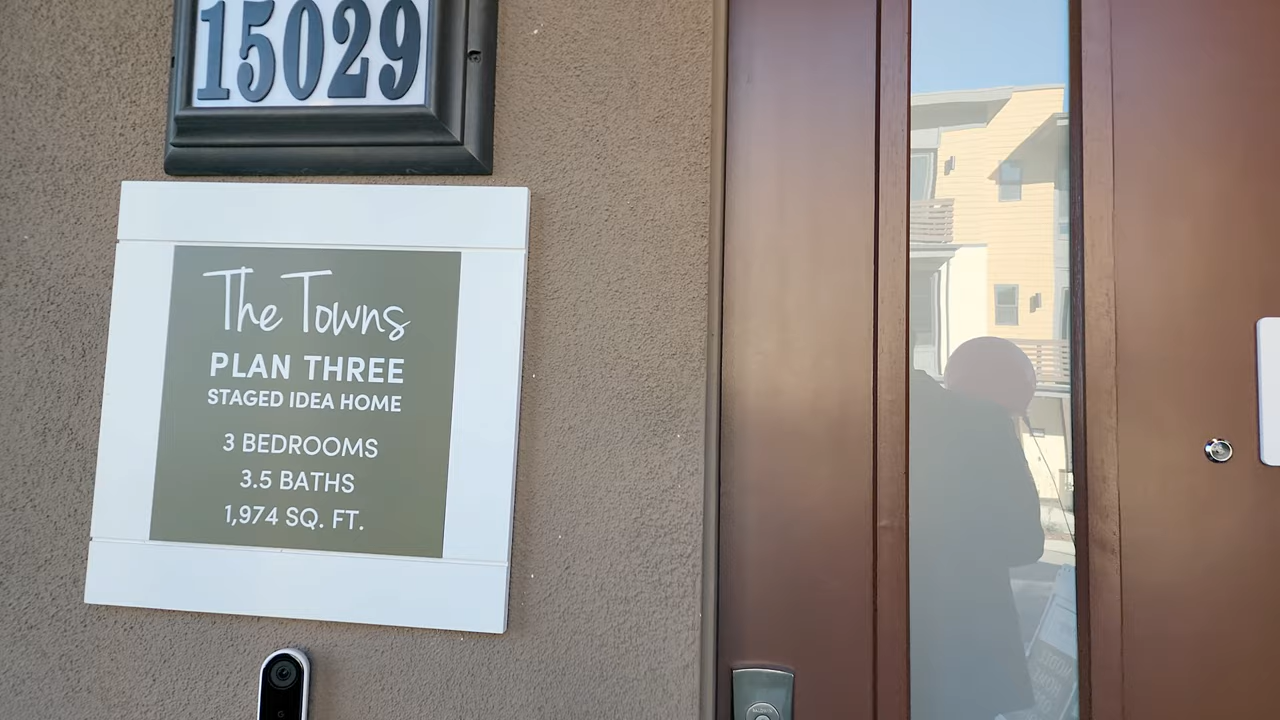 15029
The Towns
PLAN THREE
STAGED IDEA HOME
3 BEDROOMS
3.5 BATHS
1,974 SQ. FT.